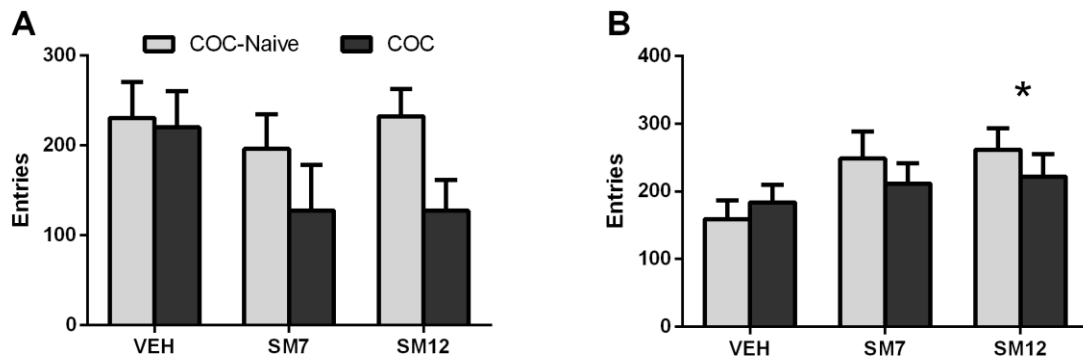 A
COC-Naive
COC
300
200
100
0
Entries
VEH
SM7
SM12
B
400
300
200
100
0
Entries
*
VEH
SM7
SM12